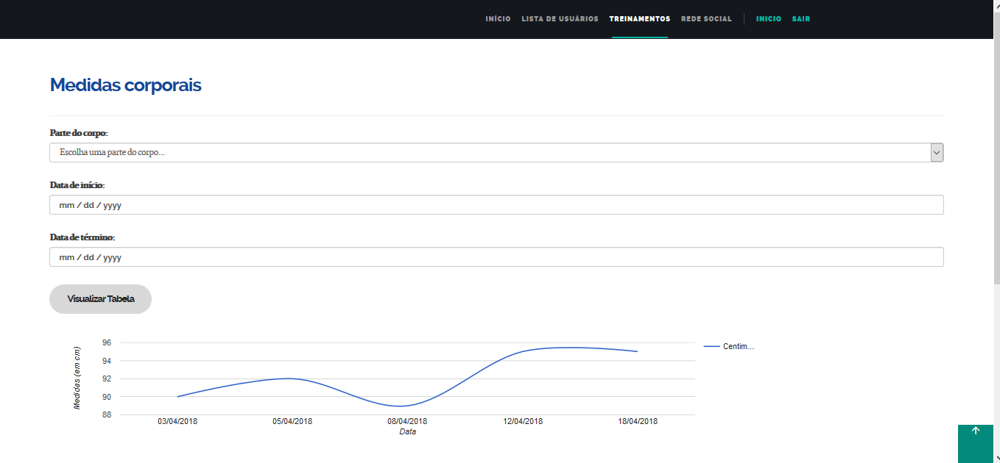 INÍCIO LISTA DE USUÁRIOS TREINAMENTOS REDE SOCIAL INICIO SAIR
Medidas corporais
Parte do corpo:
Escolha uma parte do corpo...
Data de início:
mm / dd / yyyy
Data de término:
mm / dd / yyyy
Visualizar Tabela
Medidas (em cm)
96
94
92
90
88
Centim...
03/04/2018 05/04/2018 08/04/2018 12/04/2018 18/04/2018
Data